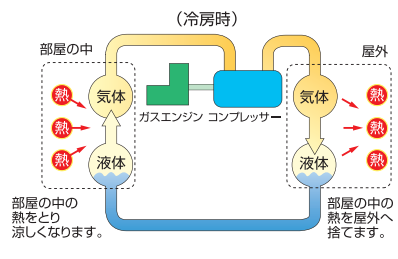 （冷房時）
部屋の中
屋外
熱
熱
熱
気体
液体
ガスエンジン
コンプレッサー
気体
液体
熱
熱
熱
部屋の中の
熱をとり
涼しくなります。
部屋の中の
熱を屋外へ
捨てます。